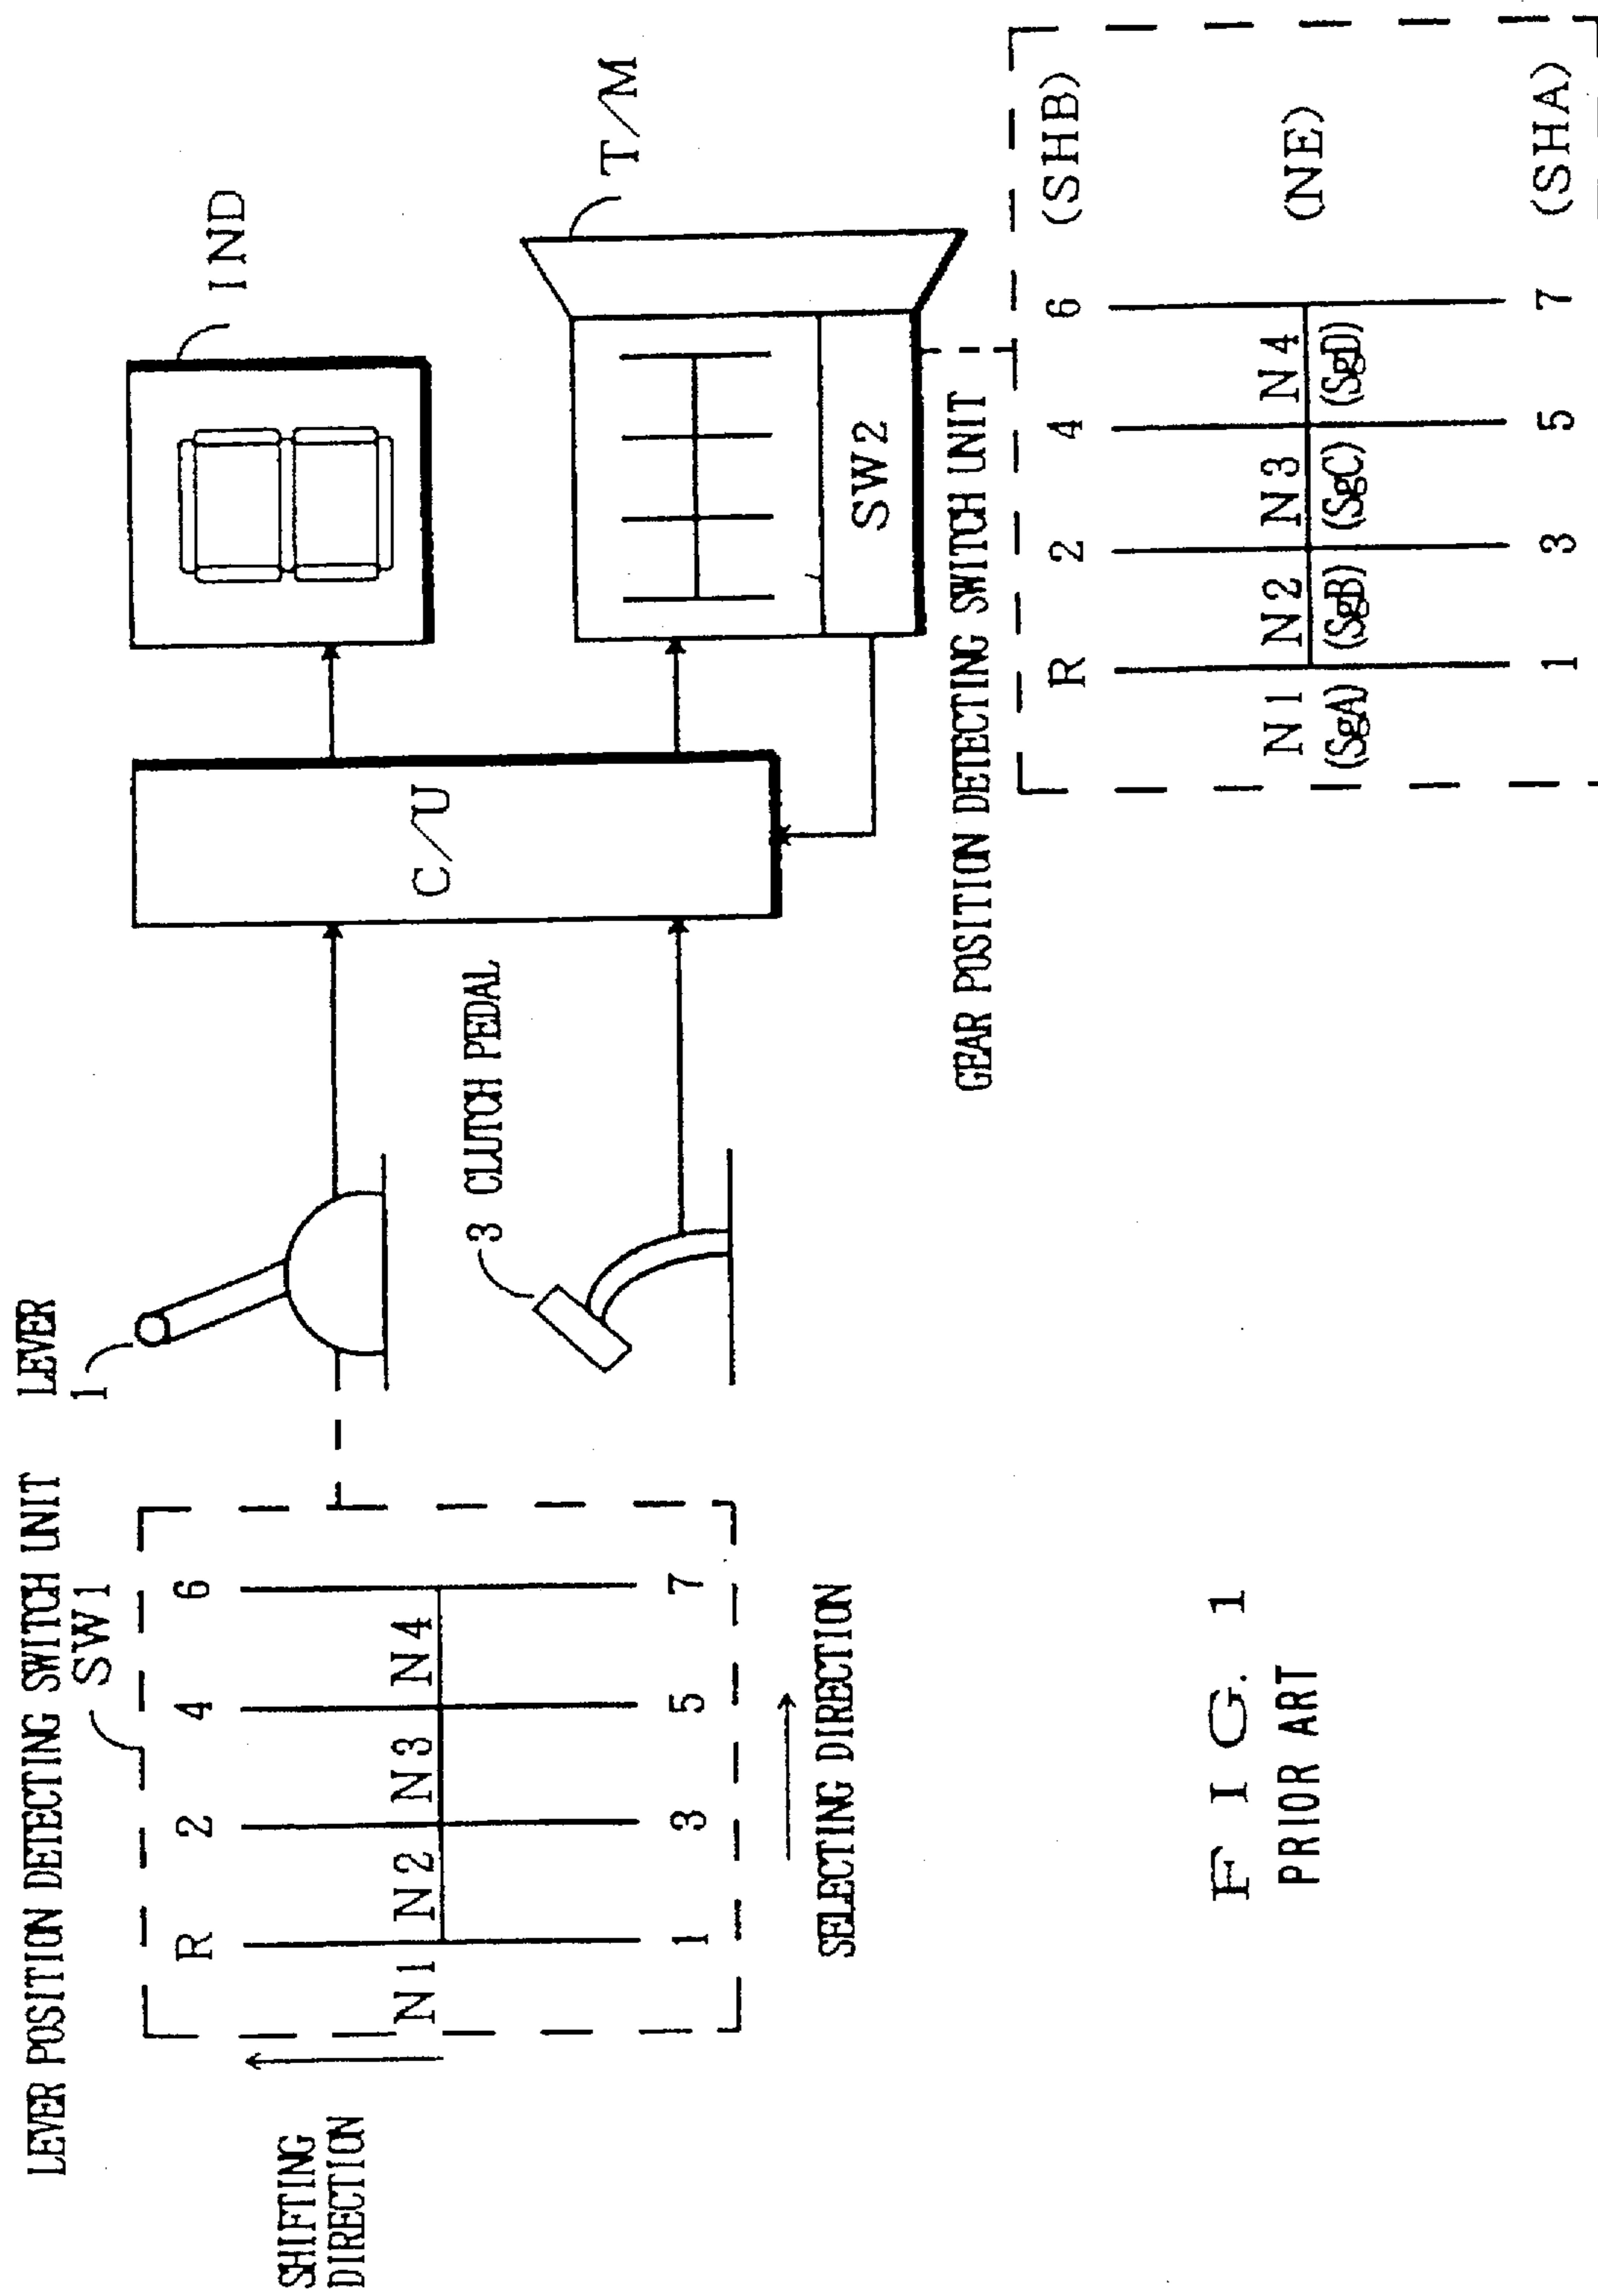 LEVER POSITION DETECTING SWITCH UNIT
SW1
LEVER
1
R 2 4 6
N1 N2 N3 N4
1 3 5 7
SHIFTING
DIRECTION
SELECTING DIRECTION
3 CLUTCH PEDAL
C/U
IND
T/M
SW2
GEAR POSITION DETECTING SWITCH UNIT
R 2 4 6 (SHB)
N1 N2 N3 N4 (NE)
(SgA) (SgB) (SgC) (SgD)
1 3 5 7 (SHA)
FIG. 1
PRIOR ART